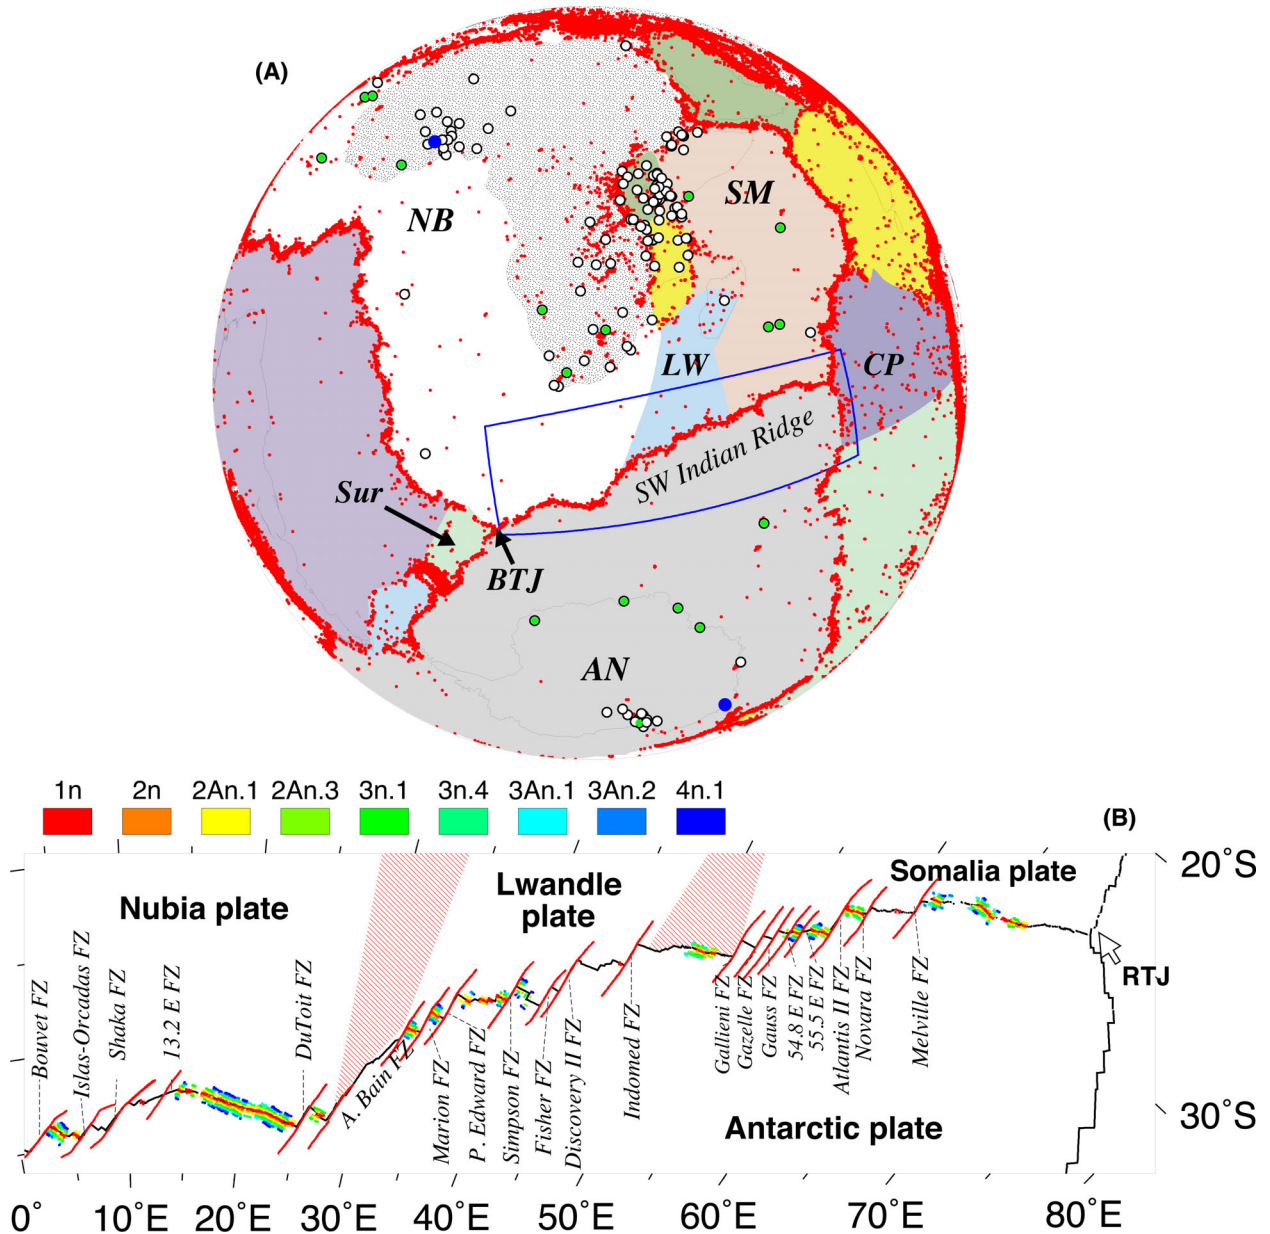 (A)
NB
SM
LW
CP
SW Indian Ridge
Sur
BTJ
AN
1n 2n 2An.1 2An.3 3n.1 3n.4 3An.1 3An.2 4n.1
(B)
20°S
Somalia plate
Lwandle
plate
Nubia plate
RTJ
Bouvet FZ
Islas-Orcadas FZ
Shaka FZ
13.2 E FZ
DuToit FZ
A. Bain FZ
Marion FZ
P. Edward FZ
Simpson FZ
Fisher FZ
Discovery II FZ
Indomed FZ
Gallieni FZ
Gazelle FZ
Gauss FZ
54.8 E FZ
55.5 E FZ
Atlantis II FZ
Novara FZ
Melville FZ
30°S
Antarctic plate
0° 10°E 20°E 30°E 40°E 50°E 60°E 70°E 80°E